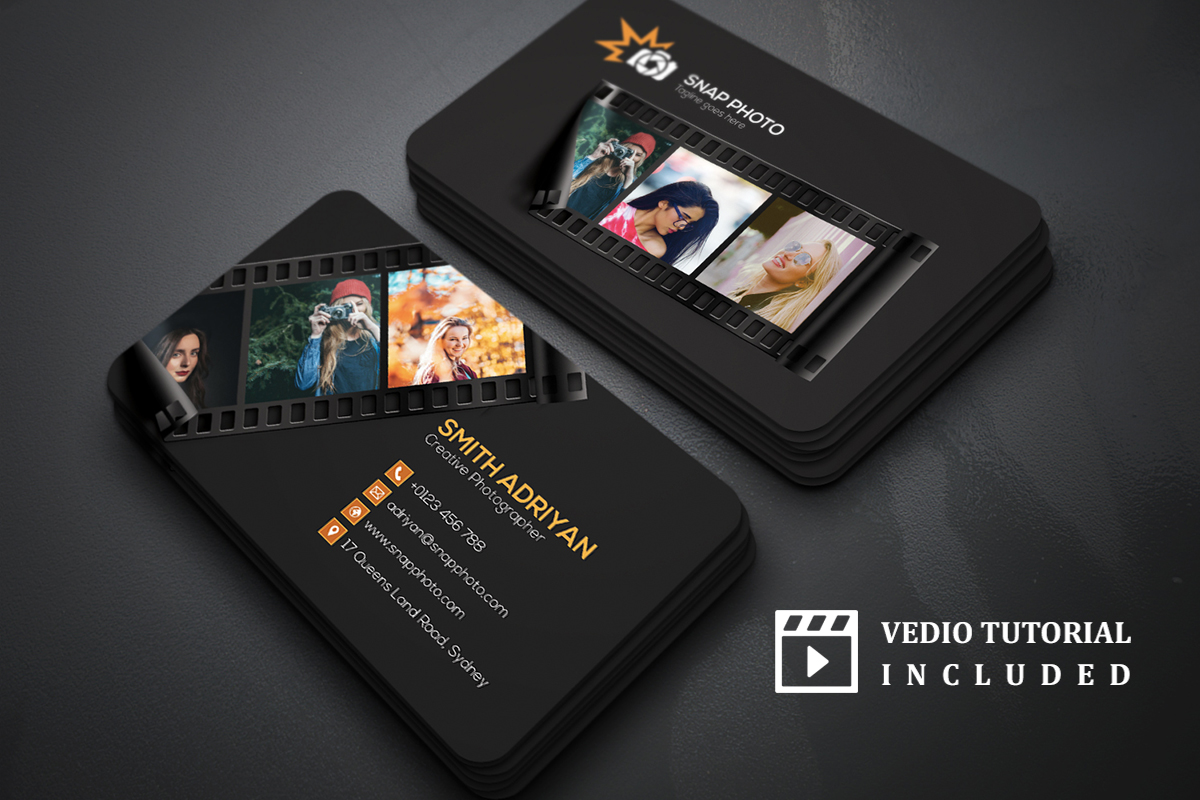 SNAP PHOTO
Tagline goes here
SMITH ADRIYAN
Creative Photographer
+0123 456 788
adriyan@snapphoto.com
www.snapphoto.com
17 Queens Land Road, Sydney
VEDIO TUTORIAL
INCLUDED